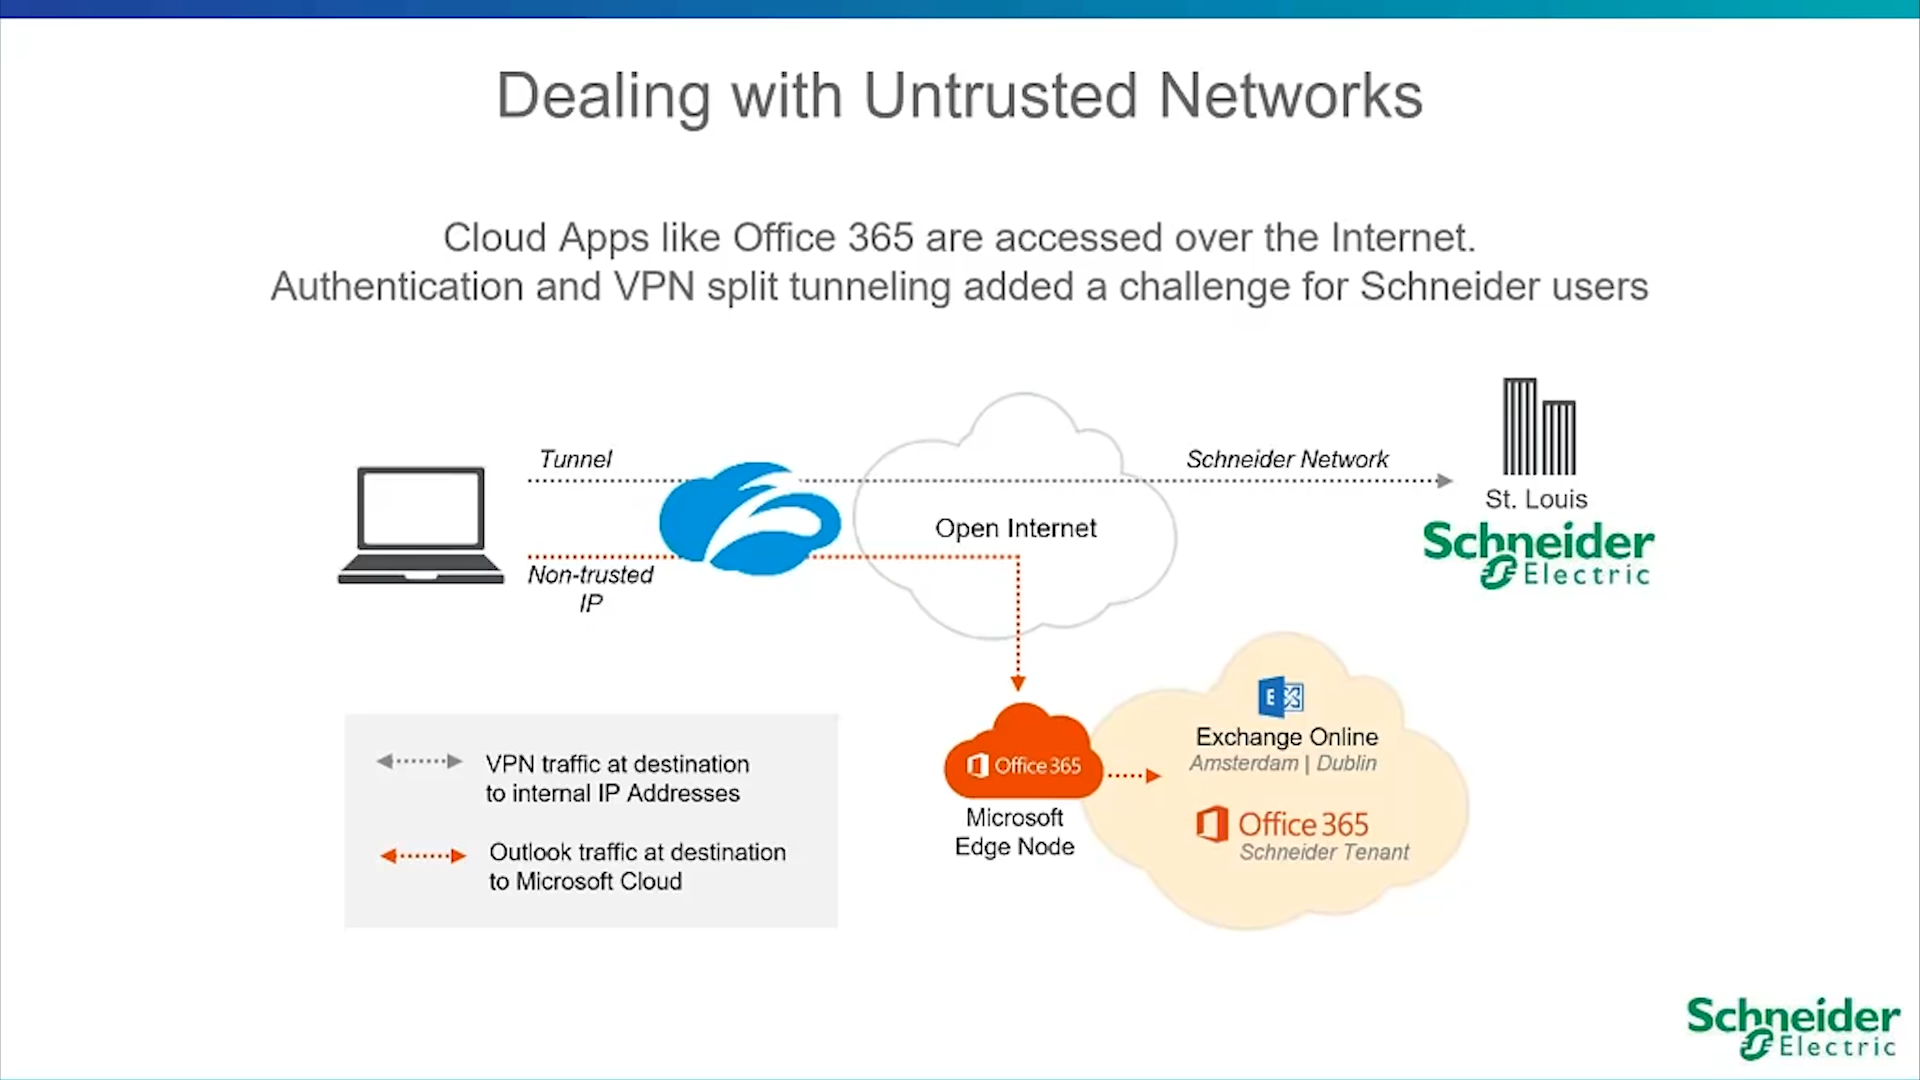 Dealing with Untrusted Networks
Cloud Apps like Office 365 are accessed over the Internet.
Authentication and VPN split tunneling added a challenge for Schneider users
Tunnel
Schneider Network
St. Louis
Schneider
Electric
Open Internet
Non-trusted
IP
Exchange Online
Amsterdam | Dublin
Office 365
Schneider Tenant
Office 365
Microsoft
Edge Node
VPN traffic at destination
to internal IP Addresses
Outlook traffic at destination
to Microsoft Cloud
Schneider
Electric